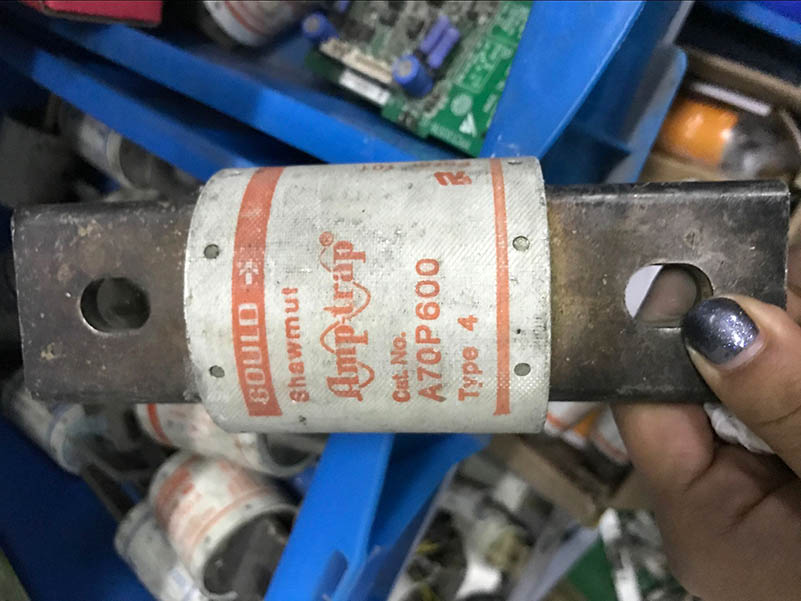 GOULD
Shawmut
Amp-trap®
Cat. No.
A70P600
Type 4